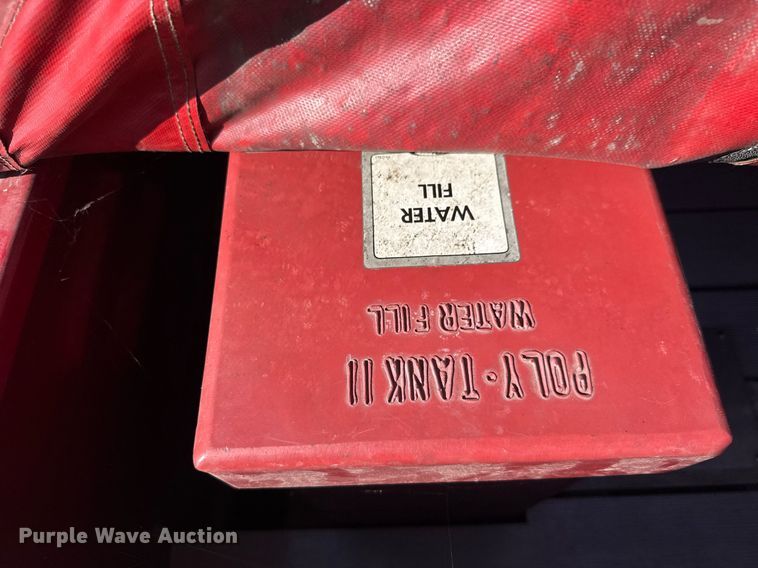 WATER
FILL
POLY-TANK II
WATER FILL
Purple Wave Auction